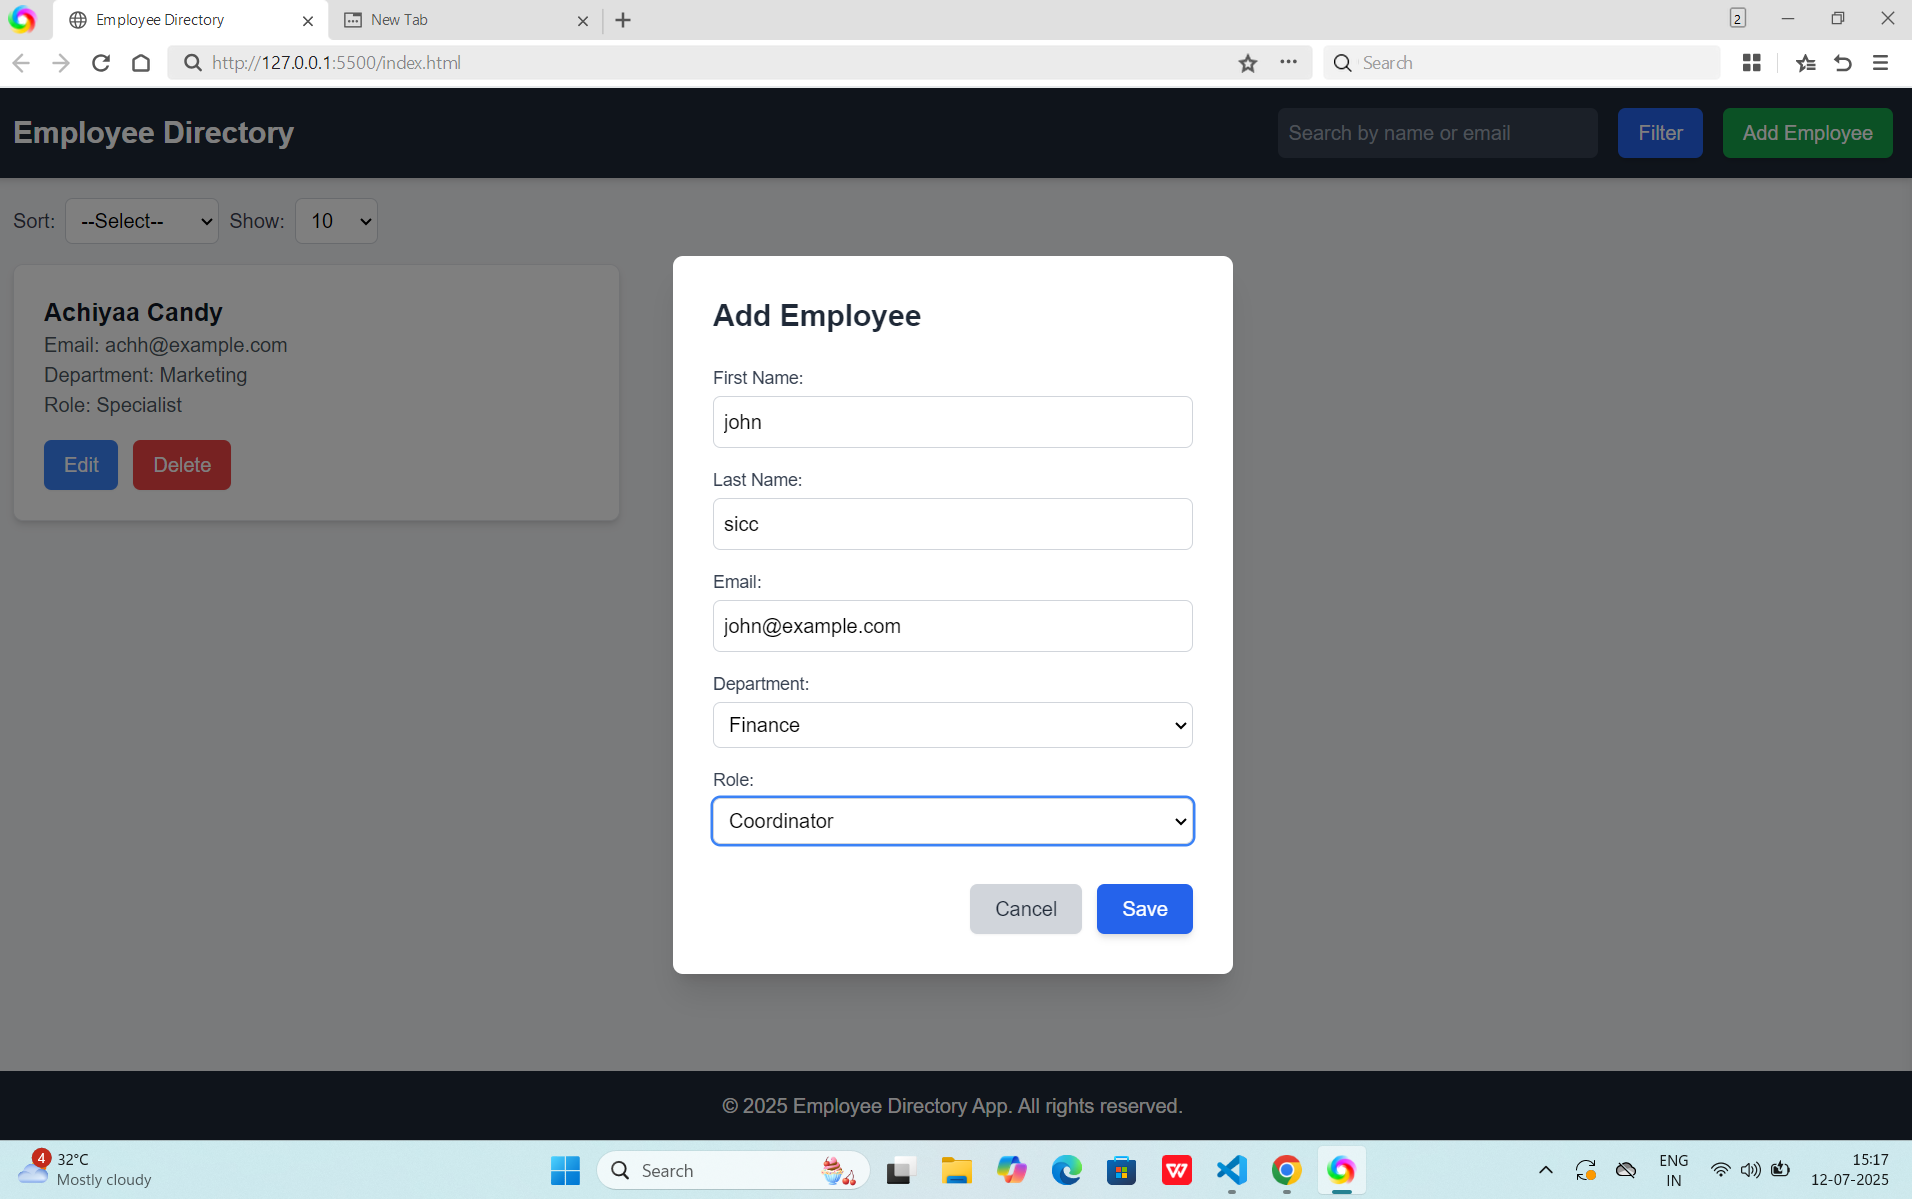 Employee Directory
New Tab
2
http://127.0.0.1:5500/index.html
Search
Employee Directory
Search by name or email
Filter
Add Employee
Sort:
--Select--
Show:
10
Achiyaa Candy
Email: achh@example.com
Department: Marketing
Role: Specialist
Edit
Delete
Add Employee
First Name:
john
Last Name:
sicc
Email:
john@example.com
Department:
Finance
Role:
Coordinator
Cancel
Save
© 2025 Employee Directory App. All rights reserved.
4
32°C
Mostly cloudy
Search
W
ENG
IN
15:17
12-07-2025